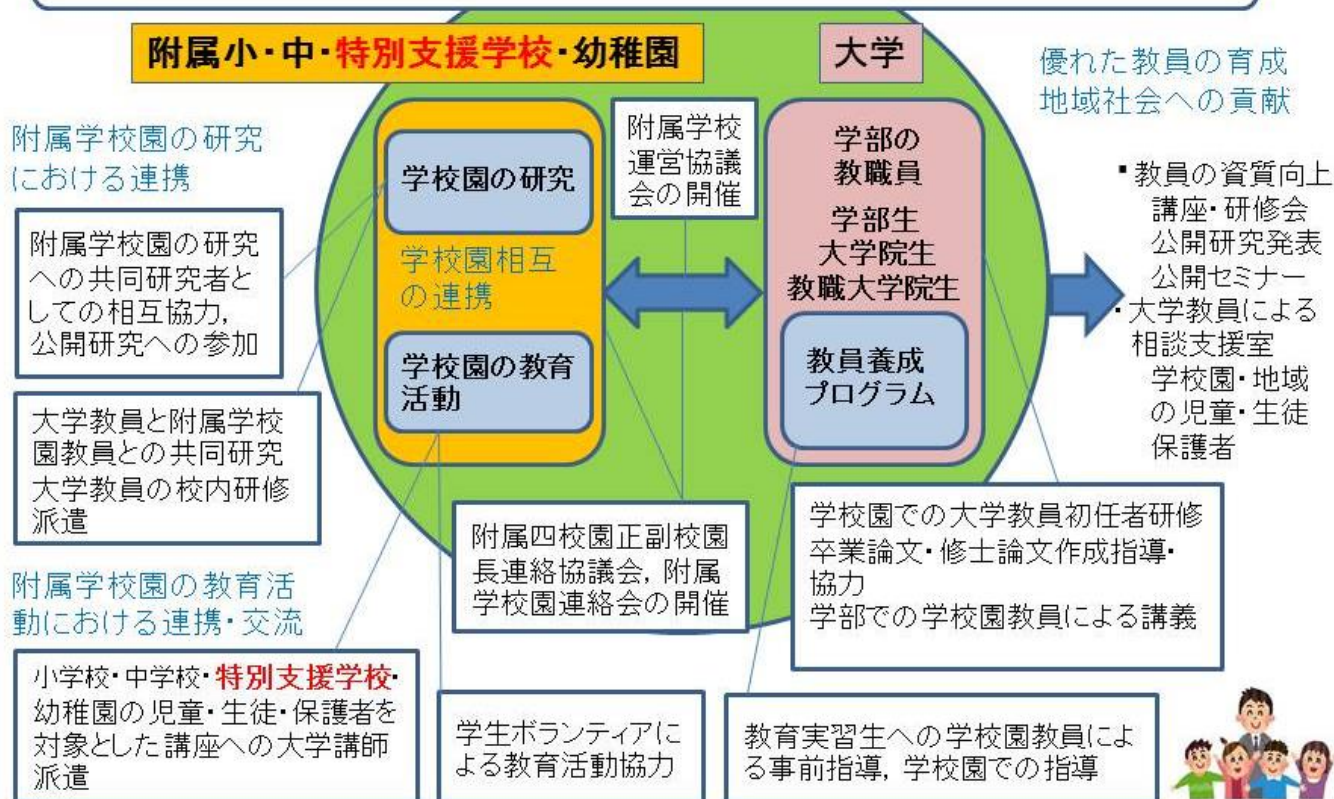 附属小・中・特別支援学校・幼稚園
大学
優れた教員の育成
地域社会への貢献
附属学校園の研究
における連携
附属学校園の研究
への共同研究者と
しての相互協力,
公開研究への参加
大学教員と附属学校
園教員との共同研究
大学教員の校内研修
派遣
学校園の研究
学校園相互
の連携
学校園の教育
活動
附属学校
運営協議
会の開催
学部の
教職員
学部生
大学院生
教職大学院生
教員養成
プログラム
▪教員の資質向上
講座・研修会
公開研究発表
公開セミナー
・大学教員による
相談支援室
学校園・地域
の児童・生徒
保護者
附属四校園正副校園
長連絡協議会, 附属
学校園連絡会の開催
学校園での大学教員初任者研修
卒業論文・修士論文作成指導・
協力
学部での学校園教員による講義
附属学校園の教育活
動における連携・交流
小学校・中学校・特別支援学校・
幼稚園の児童・生徒・保護者を
対象とした講座への大学講師
派遣
学生ボランティアに
よる教育活動協力
教育実習生への学校園教員によ
る事前指導, 学校園での指導